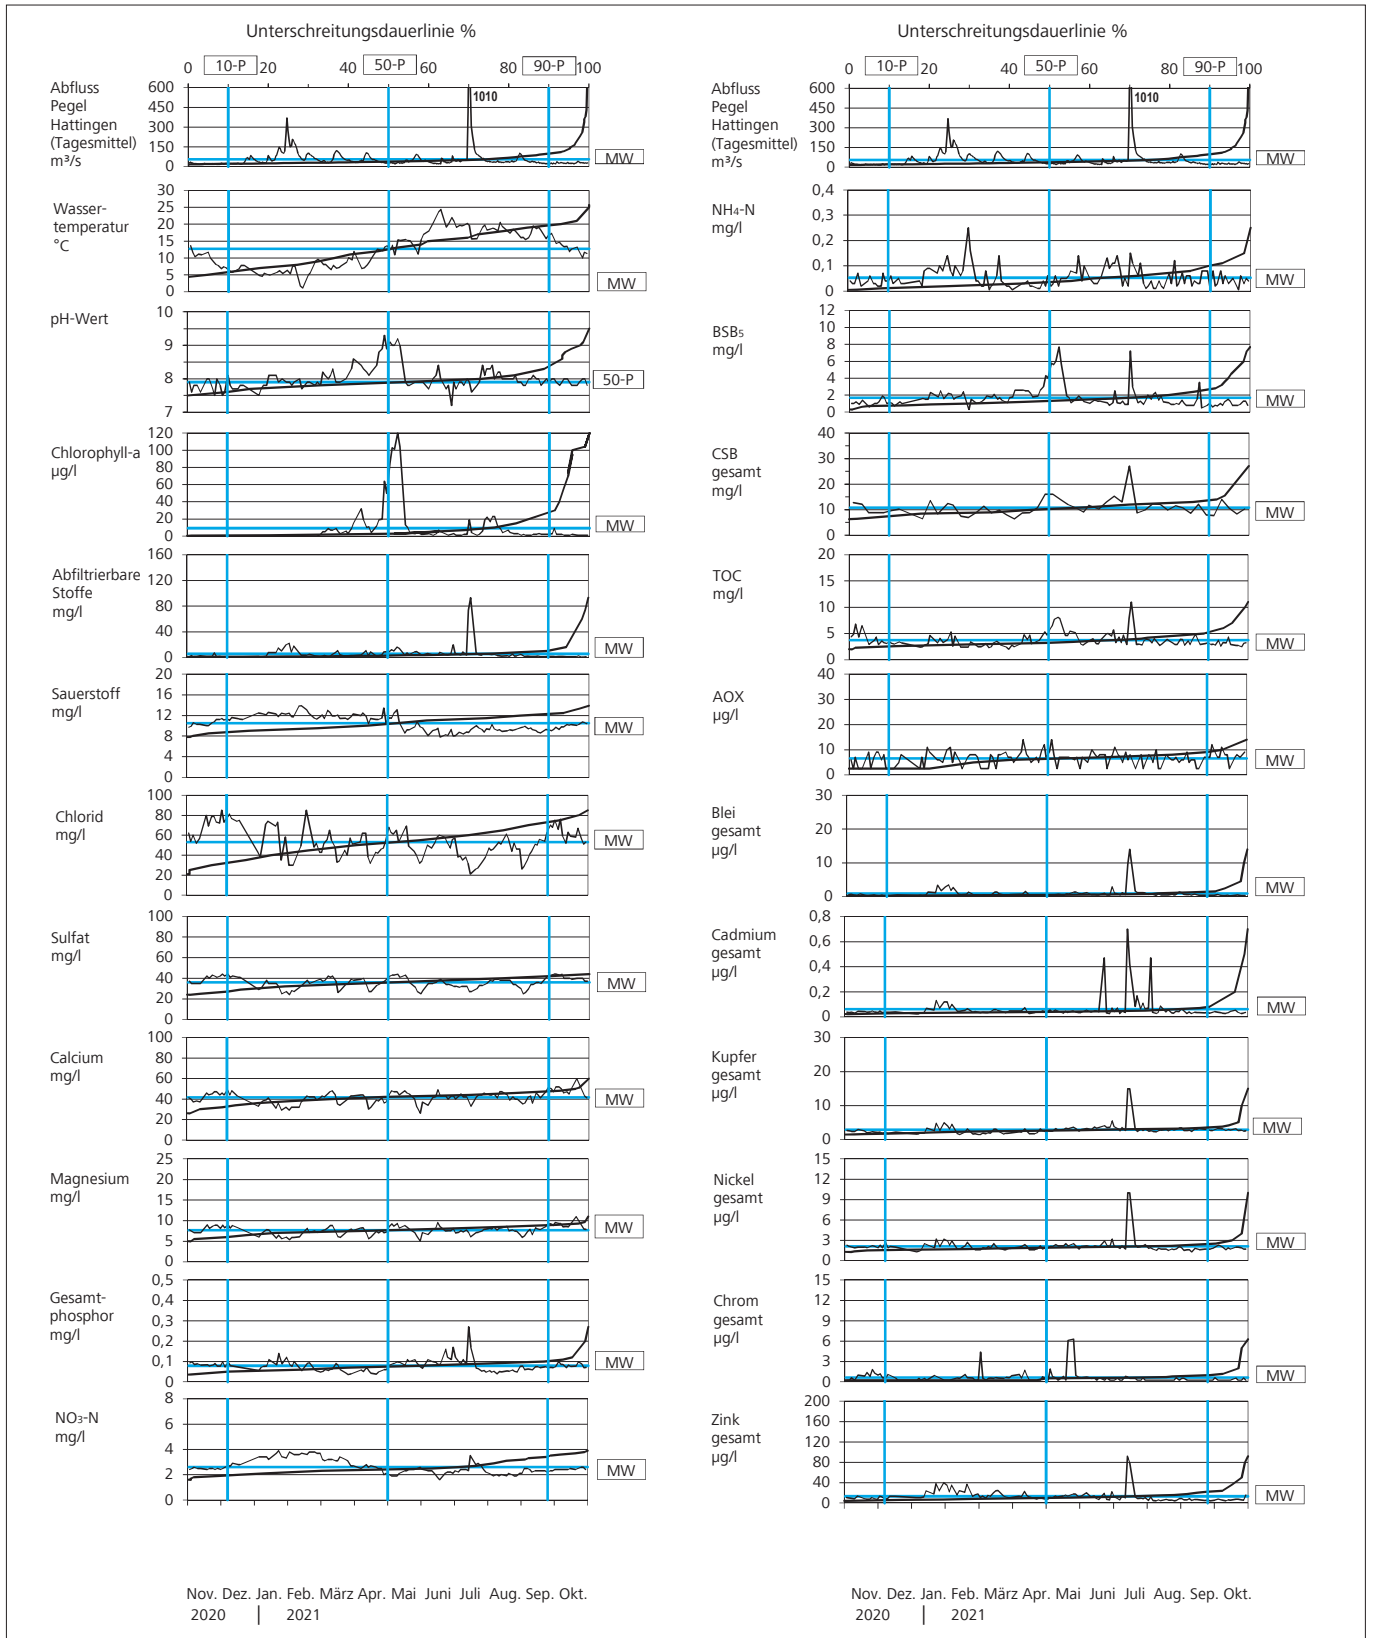 Unterschreitungsdauerlinie %
0 10-P 20 40 50-P 60 80 90-P 100
Abfluss
Pegel
Hattingen
(Tagesmittel)
m³/s
600
450
300
150
0
1010
MW
Wasser-
temperatur
°C
30
25
20
15
10
5
0
MW
pH-Wert
10
9
8
7
50-P
Chlorophyll-a
µg/l
120
100
80
60
40
20
0
MW
Abfiltrierbare
Stoffe
mg/l
160
120
80
40
0
MW
Sauerstoff
mg/l
20
16
12
8
4
0
MW
Chlorid
mg/l
100
80
60
40
20
0
MW
Sulfat
mg/l
100
80
60
40
20
0
MW
Calcium
mg/l
100
80
60
40
20
0
MW
Magnesium
mg/l
25
20
15
10
5
0
MW
Gesamt-
phosphor
mg/l
0,5
0,4
0,3
0,2
0,1
0
MW
NO3-N
mg/l
8
6
4
2
0
MW
Nov. Dez. Jan. Feb. März Apr. Mai Juni Juli Aug. Sep. Okt.
2020 | 2021
Unterschreitungsdauerlinie %
0 10-P 20 40 50-P 60 80 90-P 100
Abfluss
Pegel
Hattingen
(Tagesmittel)
m³/s
600
450
300
150
0
1010
MW
NH4-N
mg/l
0,4
0,3
0,2
0,1
0
MW
BSB5
mg/l
12
10
8
6
4
2
0
MW
CSB
gesamt
mg/l
40
30
20
10
0
MW
TOC
mg/l
20
15
10
5
0
MW
AOX
µg/l
40
30
20
10
0
MW
Blei
gesamt
µg/l
30
20
10
0
MW
Cadmium
gesamt
µg/l
0,8
0,6
0,4
0,2
0
MW
Kupfer
gesamt
µg/l
30
20
10
0
MW
Nickel
gesamt
µg/l
15
12
9
6
3
0
MW
Chrom
gesamt
µg/l
15
12
9
6
3
0
MW
Zink
gesamt
µg/l
200
160
120
80
40
0
MW
Nov. Dez. Jan. Feb. März Apr. Mai Juni Juli Aug. Sep. Okt.
2020 | 2021